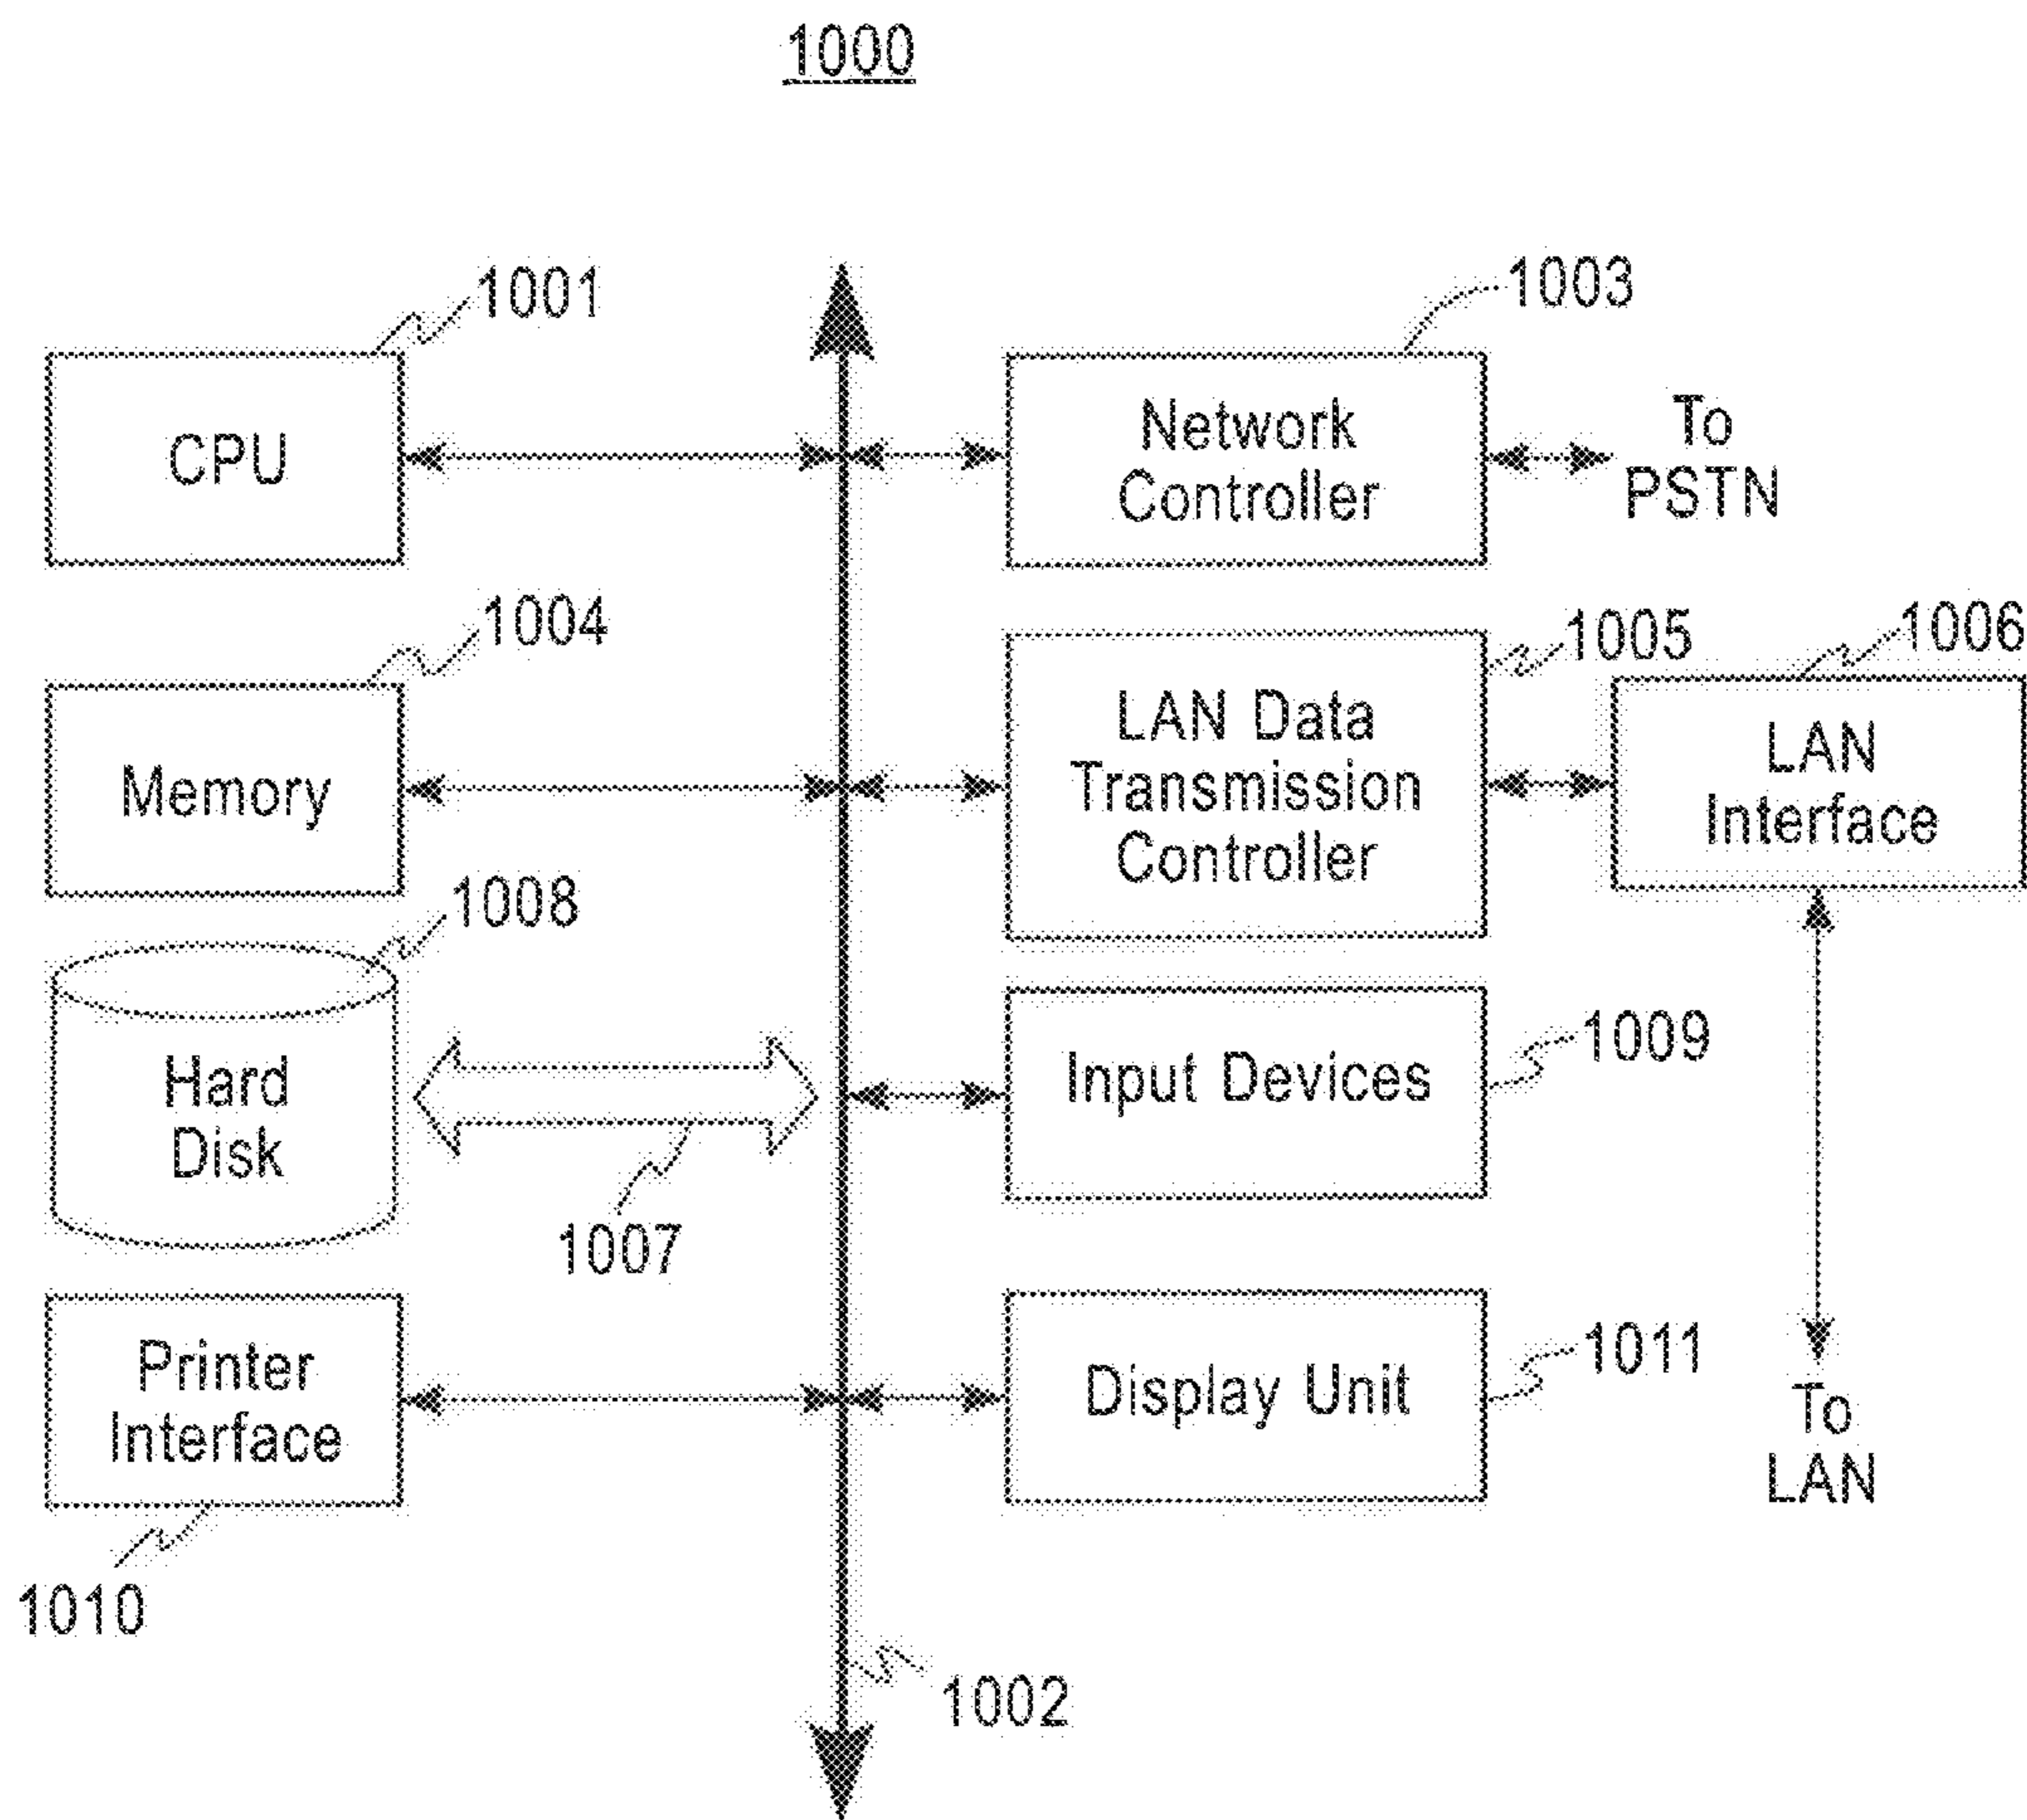 1000
1001
1003
CPU
Network
Controller
To
PSTN
1004
1005
1006
Memory
LAN Data
Transmission
Controller
LAN
Interface
1008
Hard
Disk
1007
Input Devices
1009
Printer
Interface
1010
Display Unit
1011
To
LAN
1002